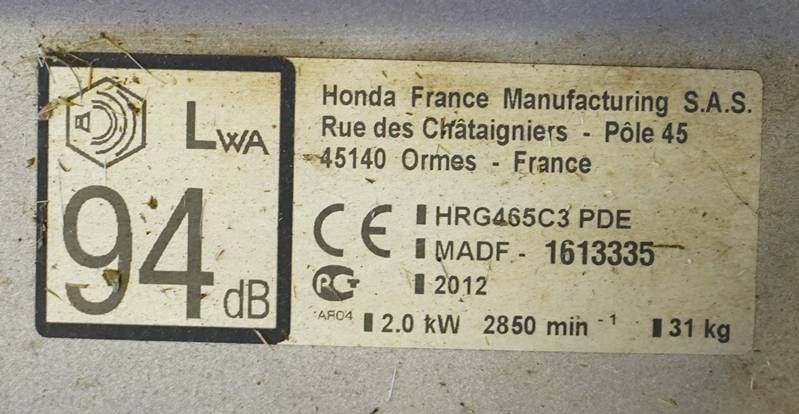 LWA
94 dB
Honda France Manufacturing S.A.S.
Rue des Châtaigniers - Pôle 45
45140 Ormes - France
CE
HRG465C3 PDE
MADF - 1613335
2012
AR04
2.0 kW 2850 min⁻¹ 31 kg